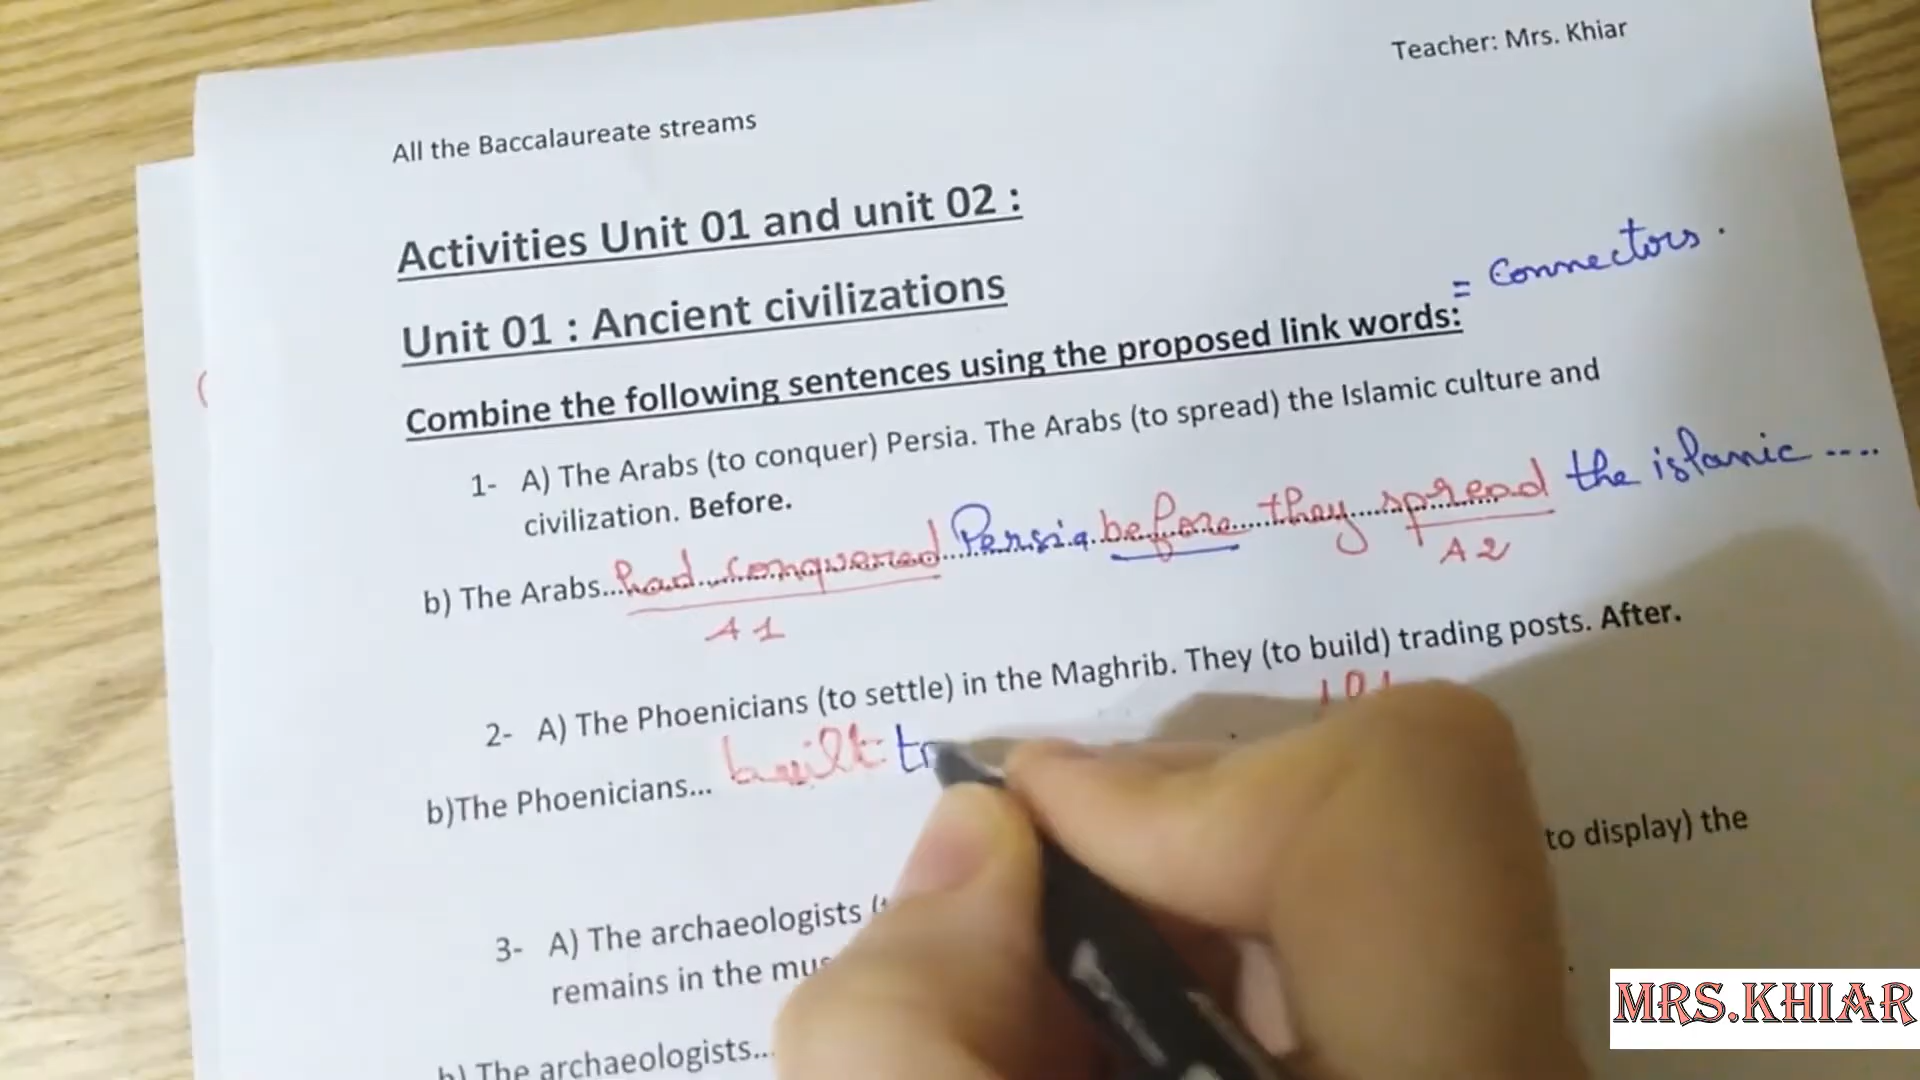 Teacher: Mrs. Khiar
All the Baccalaureate streams
Activities Unit 01 and unit 02 :
Unit 01 : Ancient civilizations
= Connectors.
Combine the following sentences using the proposed link words:
1- A) The Arabs (to conquer) Persia. The Arabs (to spread) the Islamic culture and
civilization. Before.
b) The Arabs...had conquered Persia before they spread the islamic ....
A1 A2
2- A) The Phoenicians (to settle) in the Maghrib. They (to build) trading posts. After.
b)The Phoenicians... built tr
to display) the
3- A) The archaeologists (
remains in the mus
b) The archaeologists...
MRS.KHIAR